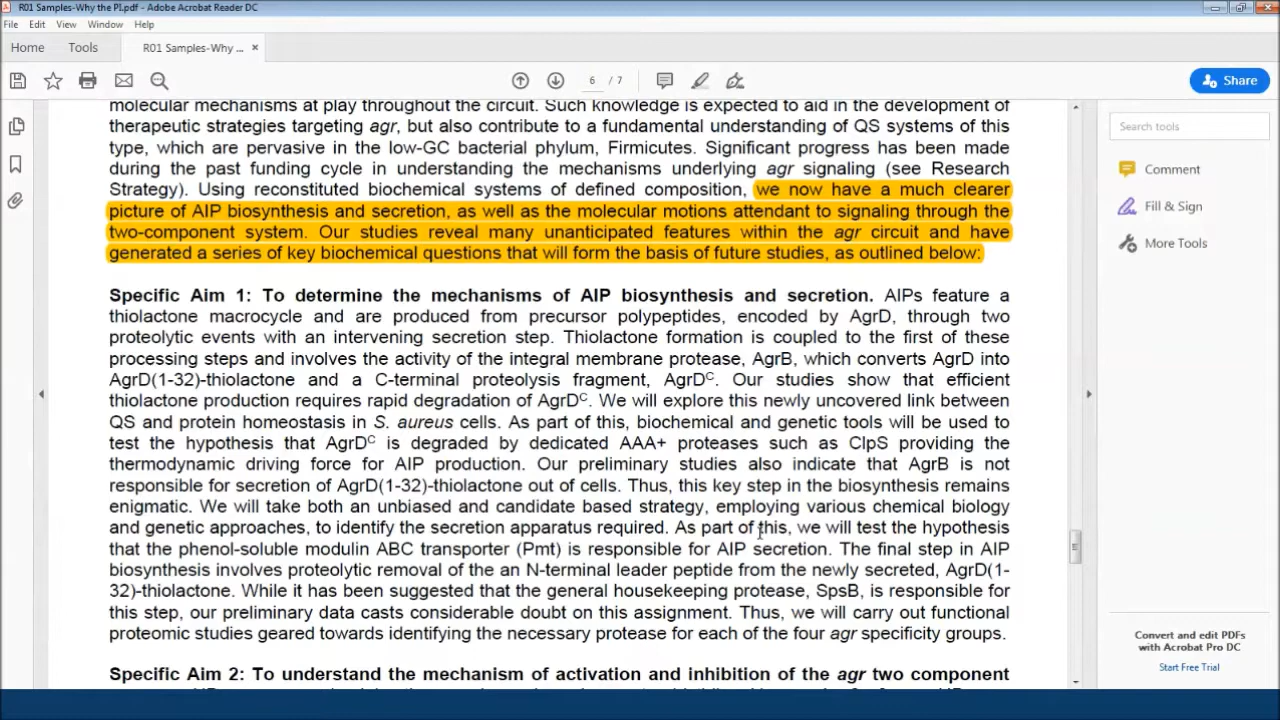 R01 Samples-Why the PI.pdf - Adobe Acrobat Reader DC
File Edit View Window Help
Home Tools R01 Samples-Why ... ×
6 / 7
Share
molecular mechanisms at play throughout the circuit. Such knowledge is expected to aid in the development of
therapeutic strategies targeting agr, but also contribute to a fundamental understanding of QS systems of this
type, which are pervasive in the low-GC bacterial phylum, Firmicutes. Significant progress has been made
during the past funding cycle in understanding the mechanisms underlying agr signaling (see Research
Strategy). Using reconstituted biochemical systems of defined composition, we now have a much clearer
picture of AIP biosynthesis and secretion, as well as the molecular motions attendant to signaling through the
two-component system. Our studies reveal many unanticipated features within the agr circuit and have
generated a series of key biochemical questions that will form the basis of future studies, as outlined below:
Specific Aim 1: To determine the mechanisms of AIP biosynthesis and secretion. AIPs feature a
thiolactone macrocycle and are produced from precursor polypeptides, encoded by AgrD, through two
proteolytic events with an intervening secretion step. Thiolactone formation is coupled to the first of these
processing steps and involves the activity of the integral membrane protease, AgrB, which converts AgrD into
AgrD(1-32)-thiolactone and a C-terminal proteolysis fragment, AgrDᶜ. Our studies show that efficient
thiolactone production requires rapid degradation of AgrDᶜ. We will explore this newly uncovered link between
QS and protein homeostasis in S. aureus cells. As part of this, biochemical and genetic tools will be used to
test the hypothesis that AgrDᶜ is degraded by dedicated AAA+ proteases such as ClpS providing the
thermodynamic driving force for AIP production. Our preliminary studies also indicate that AgrB is not
responsible for secretion of AgrD(1-32)-thiolactone out of cells. Thus, this key step in the biosynthesis remains
enigmatic. We will take both an unbiased and candidate based strategy, employing various chemical biology
and genetic approaches, to identify the secretion apparatus required. As part of this, we will test the hypothesis
that the phenol-soluble modulin ABC transporter (Pmt) is responsible for AIP secretion. The final step in AIP
biosynthesis involves proteolytic removal of the an N-terminal leader peptide from the newly secreted, AgrD(1-
32)-thiolactone. While it has been suggested that the general housekeeping protease, SpsB, is responsible for
this step, our preliminary data casts considerable doubt on this assignment. Thus, we will carry out functional
proteomic studies geared towards identifying the necessary protease for each of the four agr specificity groups.
Specific Aim 2: To understand the mechanism of activation and inhibition of the agr two component
Search tools
Comment
Fill & Sign
More Tools
Convert and edit PDFs
with Acrobat Pro DC
Start Free Trial